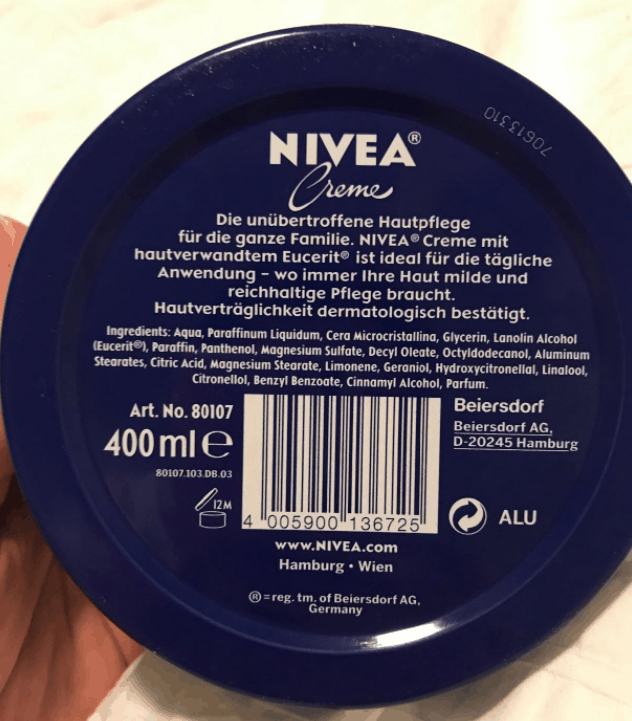 70613310
NIVEA®
Creme
Die unübertroffene Hautpflege
für die ganze Familie. NIVEA® Creme mit
hautverwandtem Eucerit® ist ideal für die tägliche
Anwendung – wo immer Ihre Haut milde und
reichhaltige Pflege braucht.
Hautverträglichkeit dermatologisch bestätigt.
Ingredients: Aqua, Paraffinum Liquidum, Cera Microcristallina, Glycerin, Lanolin Alcohol
(Eucerit®), Paraffin, Panthenol, Magnesium Sulfate, Decyl Oleate, Octyldodecanol, Aluminum
Stearates, Citric Acid, Magnesium Stearate, Limonene, Geraniol, Hydroxycitronellal, Linalool,
Citronellol, Benzyl Benzoate, Cinnamyl Alcohol, Parfum.
Art. No. 80107
400 ml ℮
80107.103.DB.03
12M
4 005900 136725
Beiersdorf
Beiersdorf AG,
D-20245 Hamburg
ALU
www.NIVEA.com
Hamburg • Wien
® = reg. tm. of Beiersdorf AG,
Germany